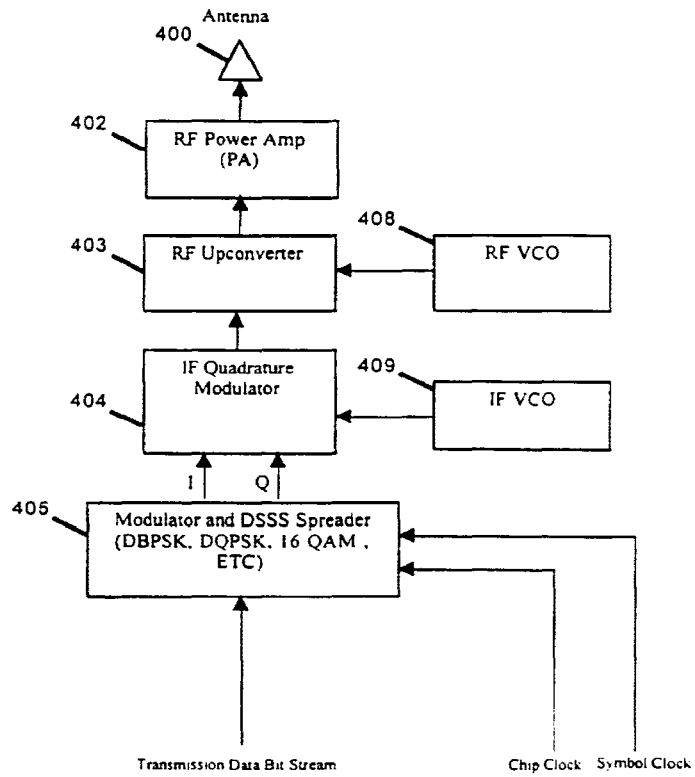 Antenna
400
402
RF Power Amp
(PA)
408
403
RF Upconverter
RF VCO
IF Quadrature
Modulator
409
404
IF VCO
I
Q
405
Modulator and DSSS Spreader
(DBPSK, DQPSK, 16 QAM ,
ETC)
Transmission Data Bit Stream
Chip Clock
Symbol Clock